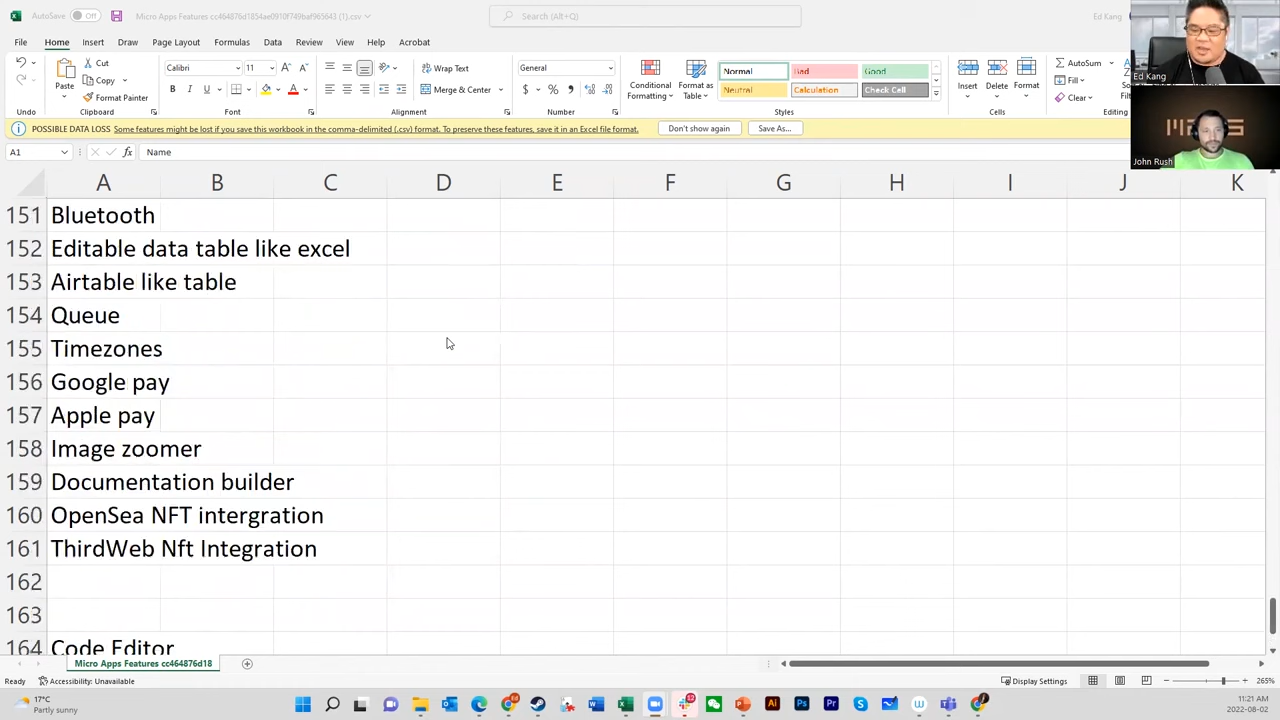 AutoSave Off
Micro Apps Features cc464876d1854ae0910f749baf965643 (1).csv
Search (Alt+Q)
Ed Kang
File Home Insert Draw Page Layout Formulas Data Review View Help Acrobat
Paste
Cut
Copy
Format Painter
Calibri 11
Wrap Text
Merge & Center
General
Conditional Formatting
Format as Table
Normal Bad Good
Neutral Calculation Check Cell
Insert Delete Format
AutoSum
Fill
Clear
Undo Clipboard Font Alignment Number Styles Cells Editing
Ed Kang
John Rush
POSSIBLE DATA LOSS Some features might be lost if you save this workbook in the comma-delimited (.csv) format. To preserve these features, save it in an Excel file format. Don't show again Save As...
A1 fx Name
A B C D E F G H I J K
151 Bluetooth
152 Editable data table like excel
153 Airtable like table
154 Queue
155 Timezones
156 Google pay
157 Apple pay
158 Image zoomer
159 Documentation builder
160 OpenSea NFT intergration
161 ThirdWeb Nft Integration
162
163
164 Code Editor
Micro Apps Features cc464876d18
Ready Accessibility: Unavailable Display Settings 265%
17°C
Partly sunny
12
11:21 AM
2022-08-02